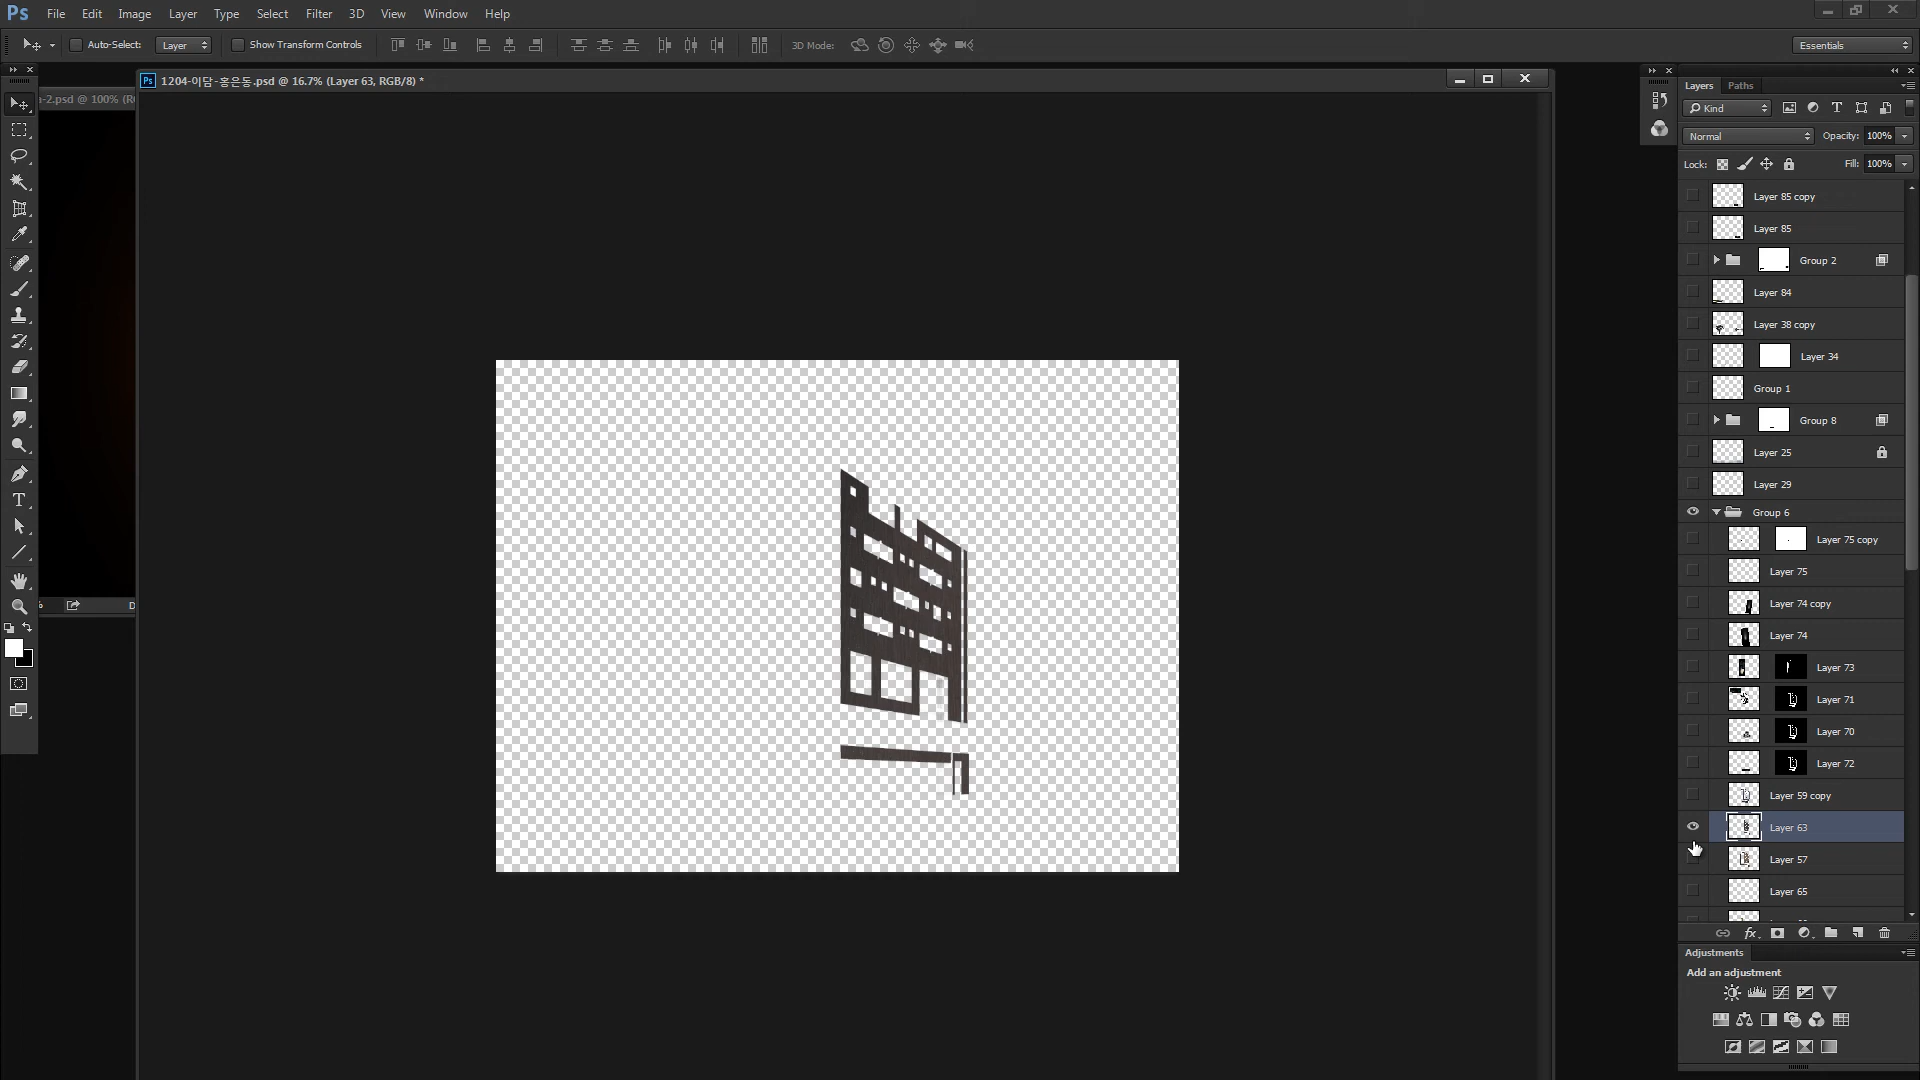 Ps File Edit Image Layer Type Select Filter 3D View Window Help
Auto-Select: Layer Show Transform Controls 3D Mode: Essentials
Ps 1204-이담-홍은동.psd @ 16.7% (Layer 63, RGB/8) *
-2.psd @ 100% (R
Layers Paths
Kind
Normal Opacity: 100%
Lock: Fill: 100%
Layer 85 copy
Layer 85
Group 2
Layer 84
Layer 38 copy
Layer 34
Group 1
Group 8
Layer 25
Layer 29
Group 6
Layer 75 copy
Layer 75
Layer 74 copy
Layer 74
Layer 73
Layer 71
Layer 70
Layer 72
Layer 59 copy
Layer 63
Layer 57
Layer 65
% D
fx
Adjustments
Add an adjustment